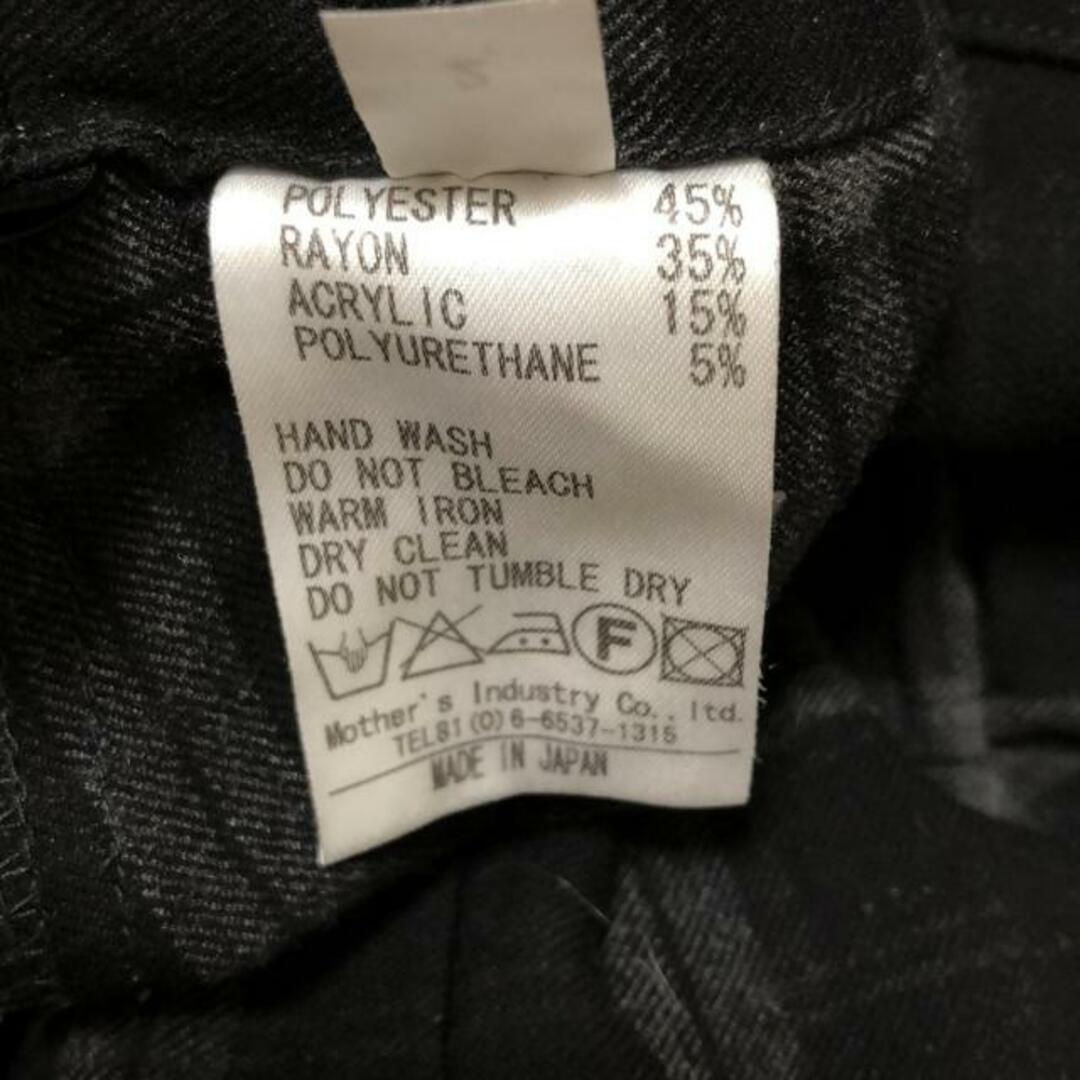 POLYESTER 45%
RAYON 35%
ACRYLIC 15%
POLYURETHANE 5%
HAND WASH
DO NOT BLEACH
WARM IRON
DRY CLEAN
DO NOT TUMBLE DRY
F
Mother's Industry Co., ltd.
TEL81(0)6-6537-1315
MADE IN JAPAN